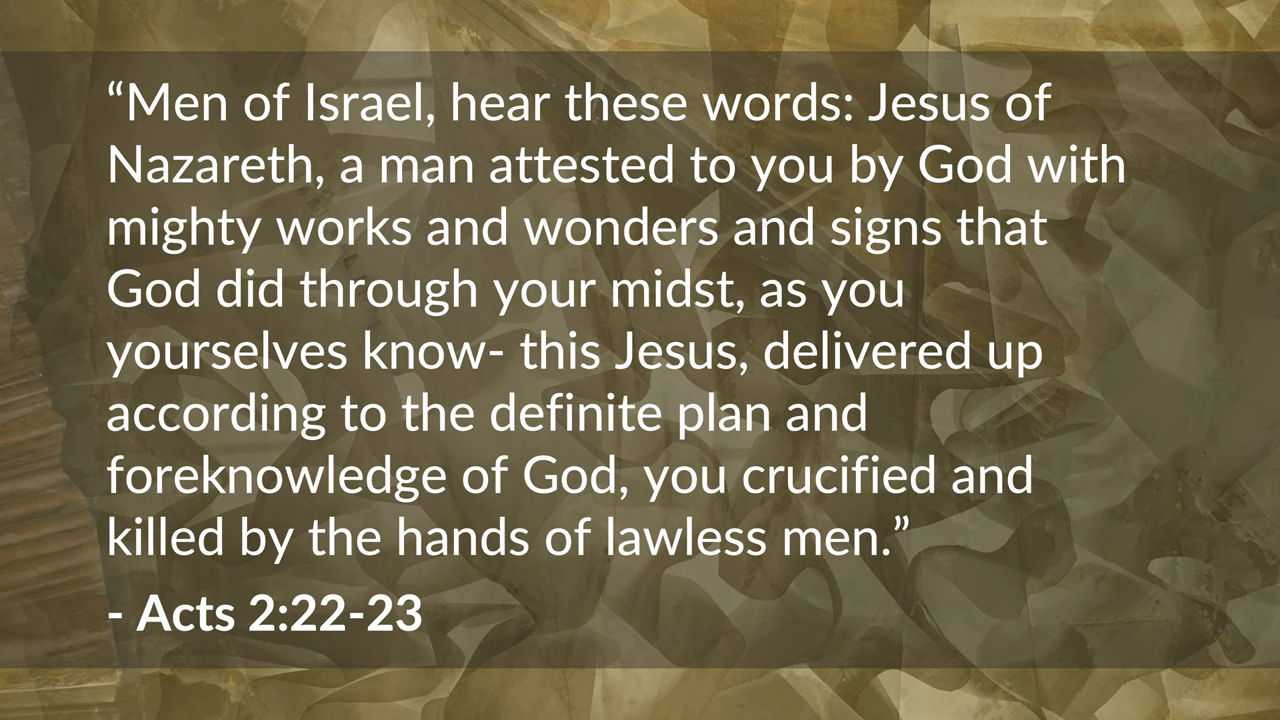 “Men of Israel, hear these words: Jesus of
Nazareth, a man attested to you by God with
mighty works and wonders and signs that
God did through your midst, as you
yourselves know- this Jesus, delivered up
according to the definite plan and
foreknowledge of God, you crucified and
killed by the hands of lawless men.”
- Acts 2:22-23